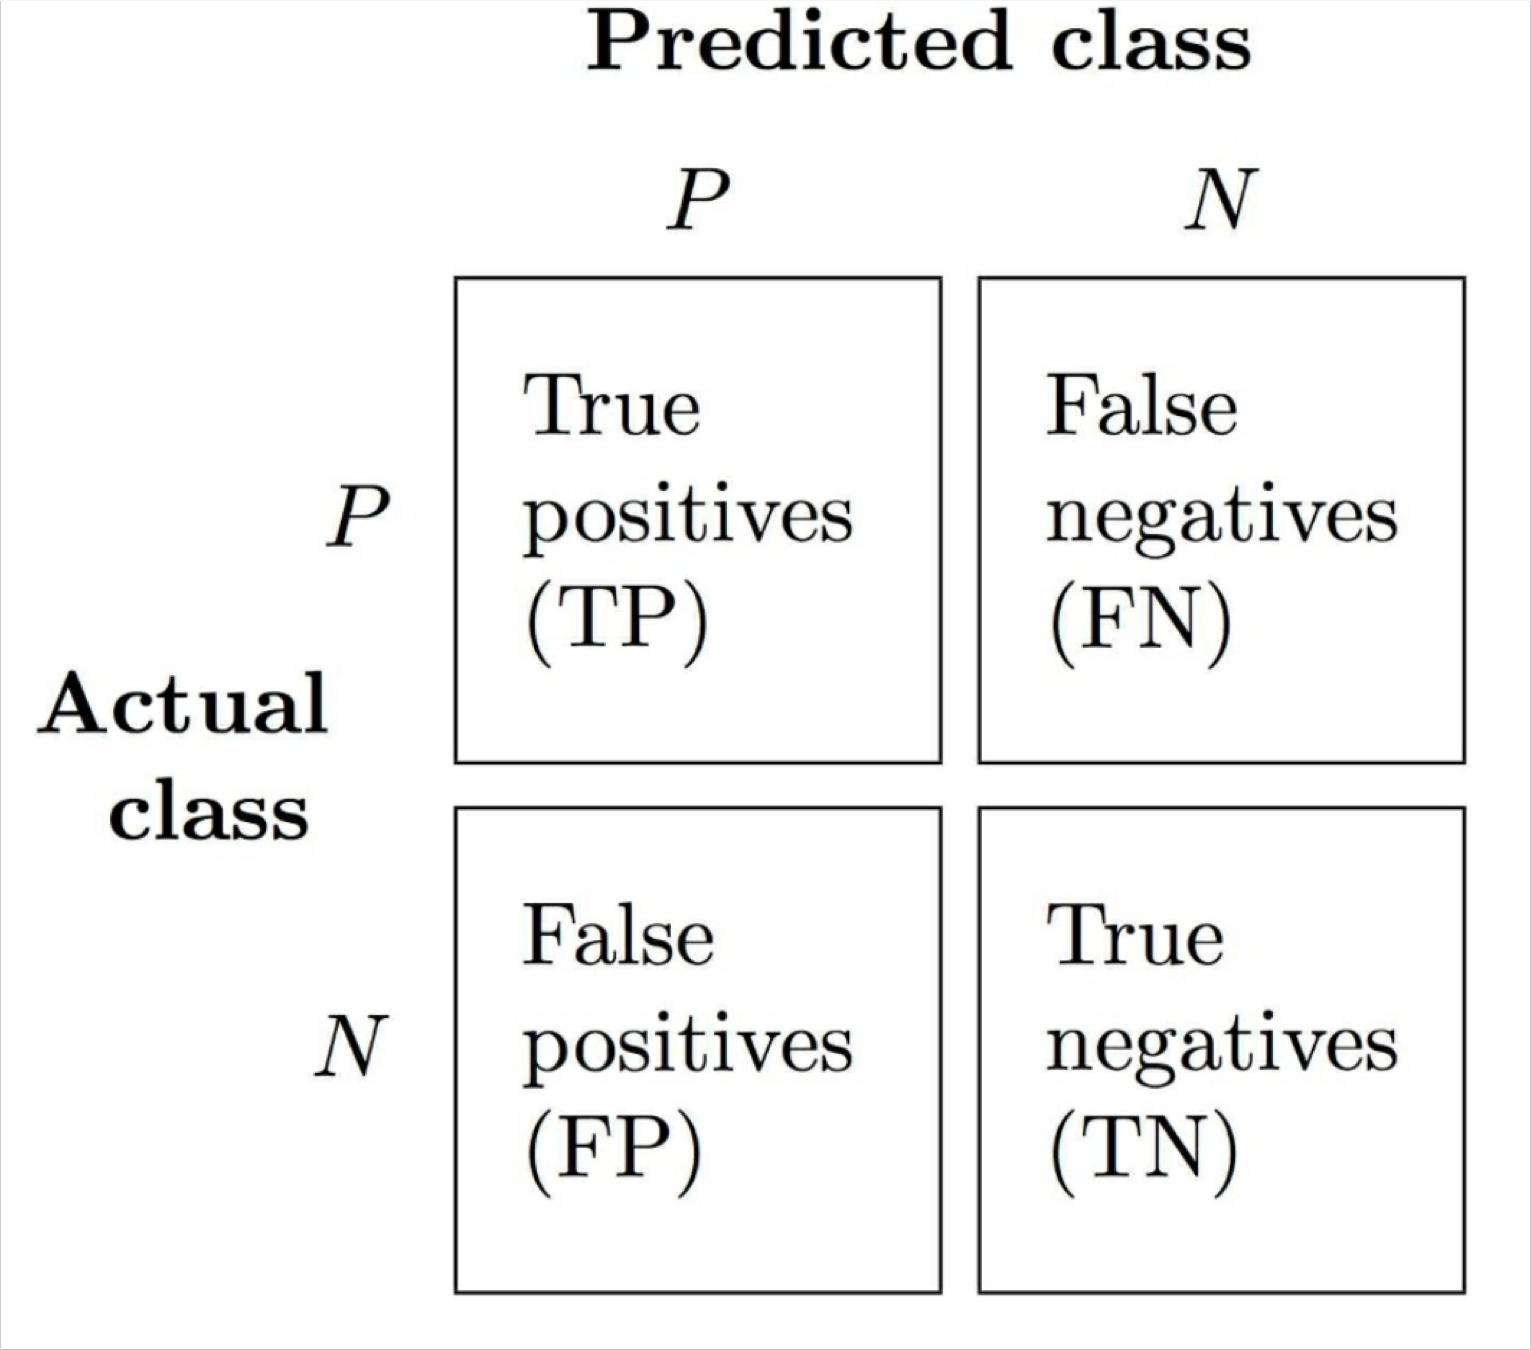 Predicted class
P N
P
True
positives
(TP)
False
negatives
(FN)
Actual
class
N
False
positives
(FP)
True
negatives
(TN)